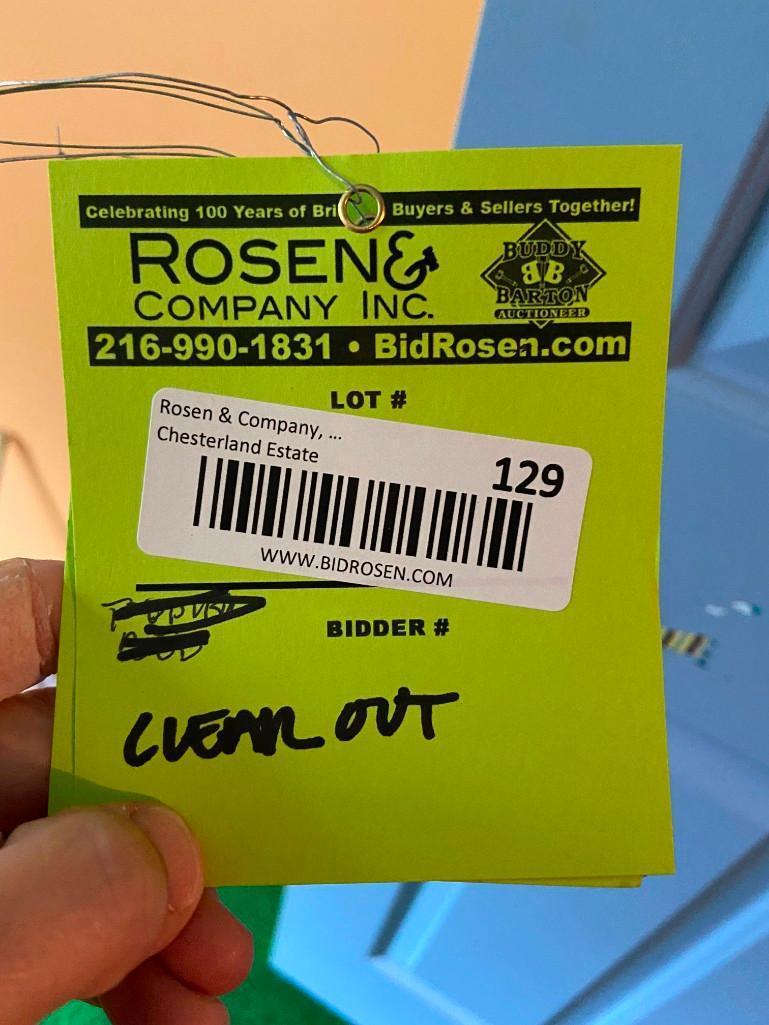 Celebrating 100 Years of Bri Buyers & Sellers Together!
ROSEN&
COMPANY INC.
BUDDY
BB
BARTON
AUCTIONEER
216-990-1831 • BidRosen.com
LOT #
Rosen & Company, ...
Chesterland Estate
129
WWW.BIDROSEN.COM
BIDDER #
CLEAR OUT